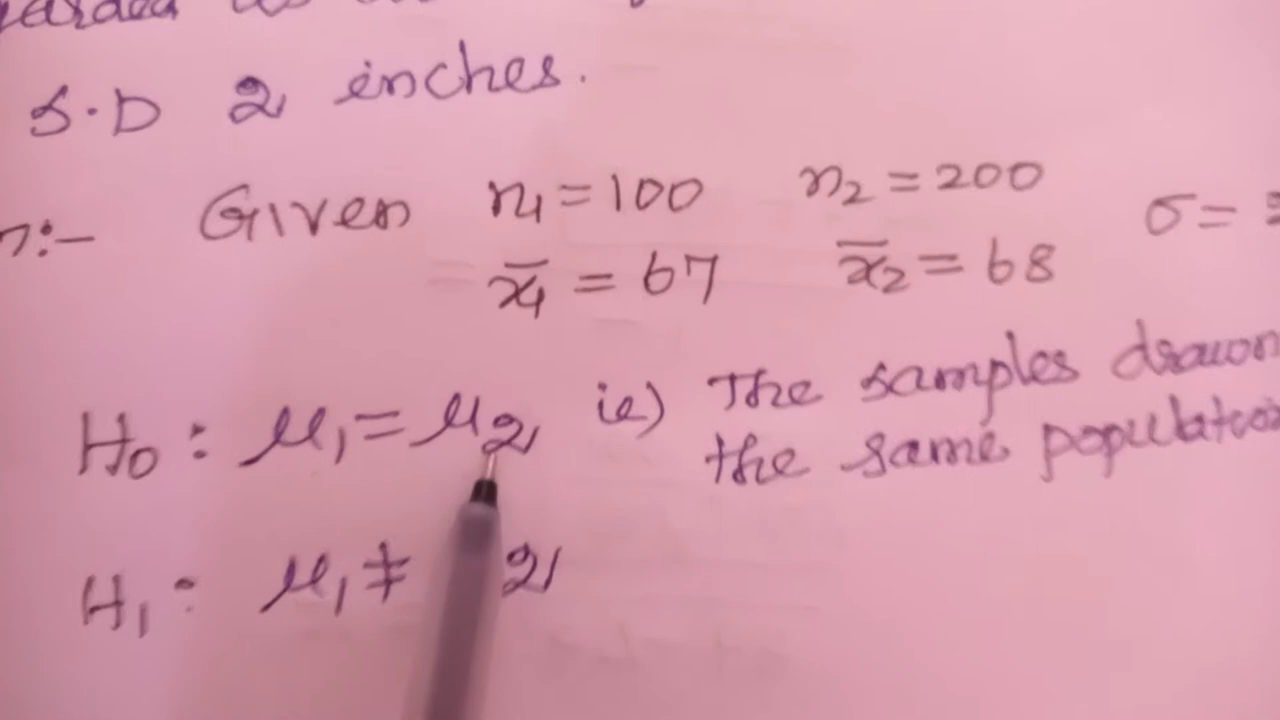 S.D 2 inches.
:- Given n₁ = 100 n₂ = 200 σ =
x̄₁ = 67 x̄₂ = 68
H₀ : μ₁ = μ₂ ie) The samples drawn
the same population
H₁ : μ₁ ≠ 2